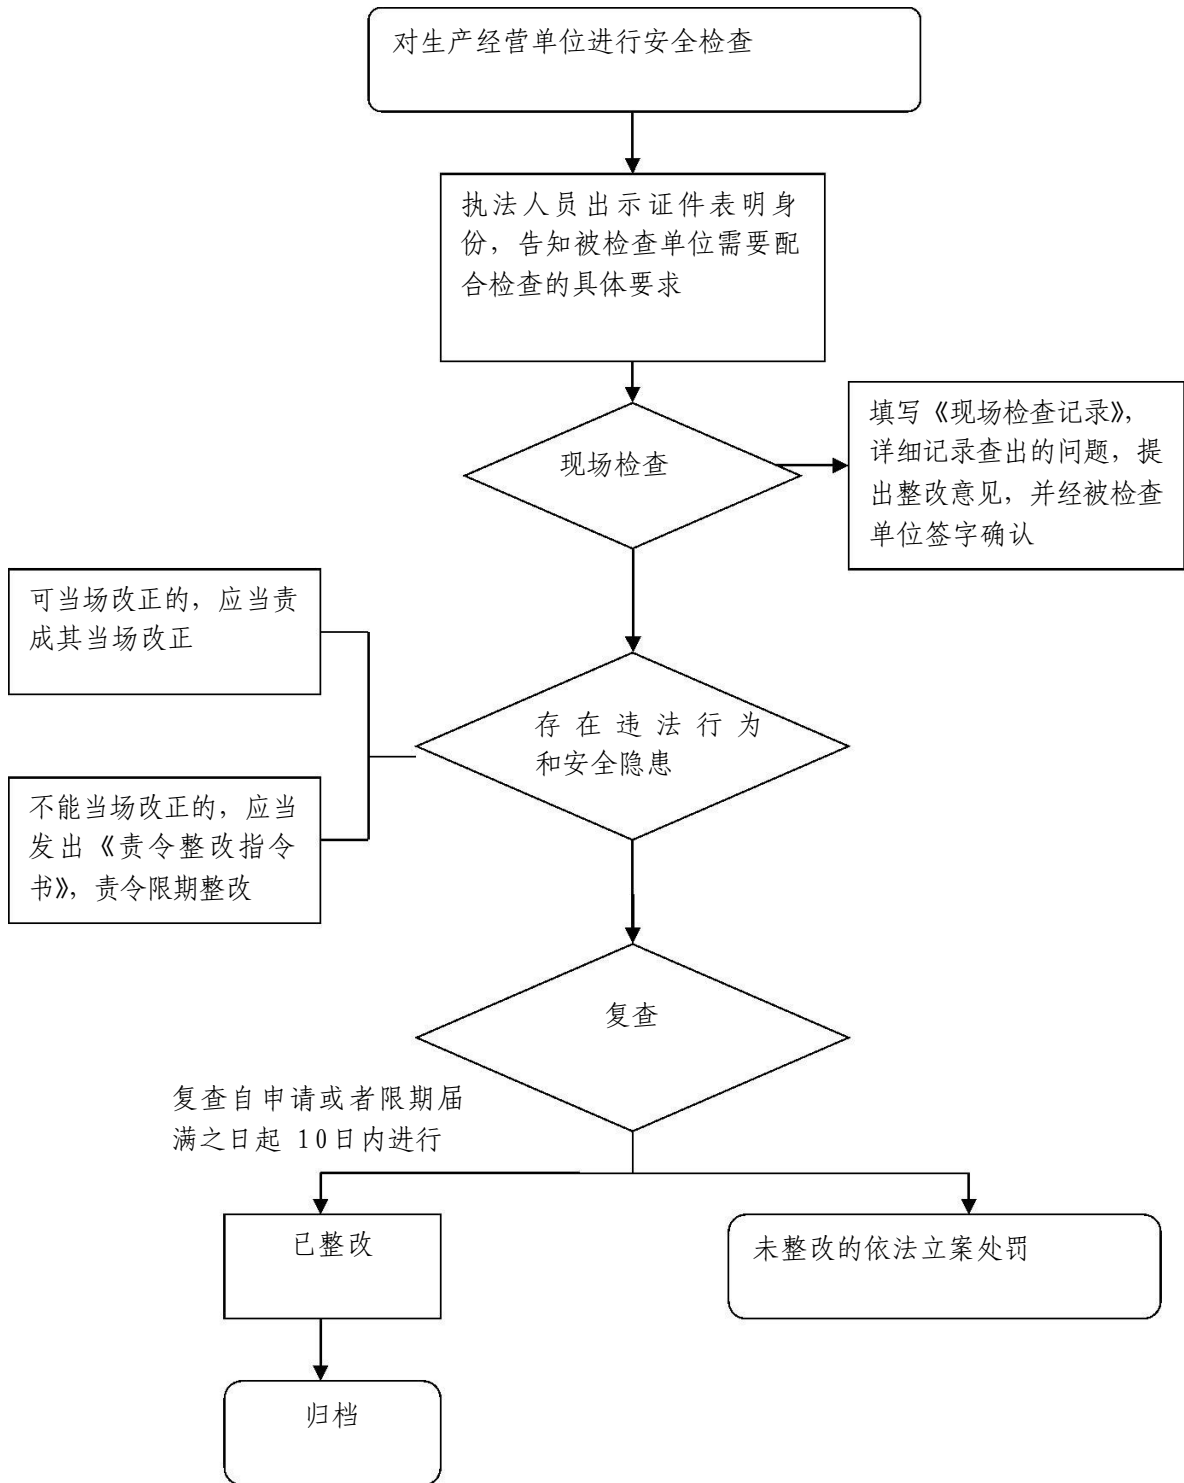 对生产经营单位进行安全检查
执法人员出示证件表明身
份，告知被检查单位需要配
合检查的具体要求
现场检查
填写《现场检查记录》，
详细记录查出的问题，提
出整改意见，并经被检查
单位签字确认
可当场改正的，应当责
成其当场改正
存在违法行为
和安全隐患
不能当场改正的，应当
发出《责令整改指令
书》，责令限期整改
复查
复查自申请或者限期届
满之日起 10日内进行
已整改
未整改的依法立案处罚
归档